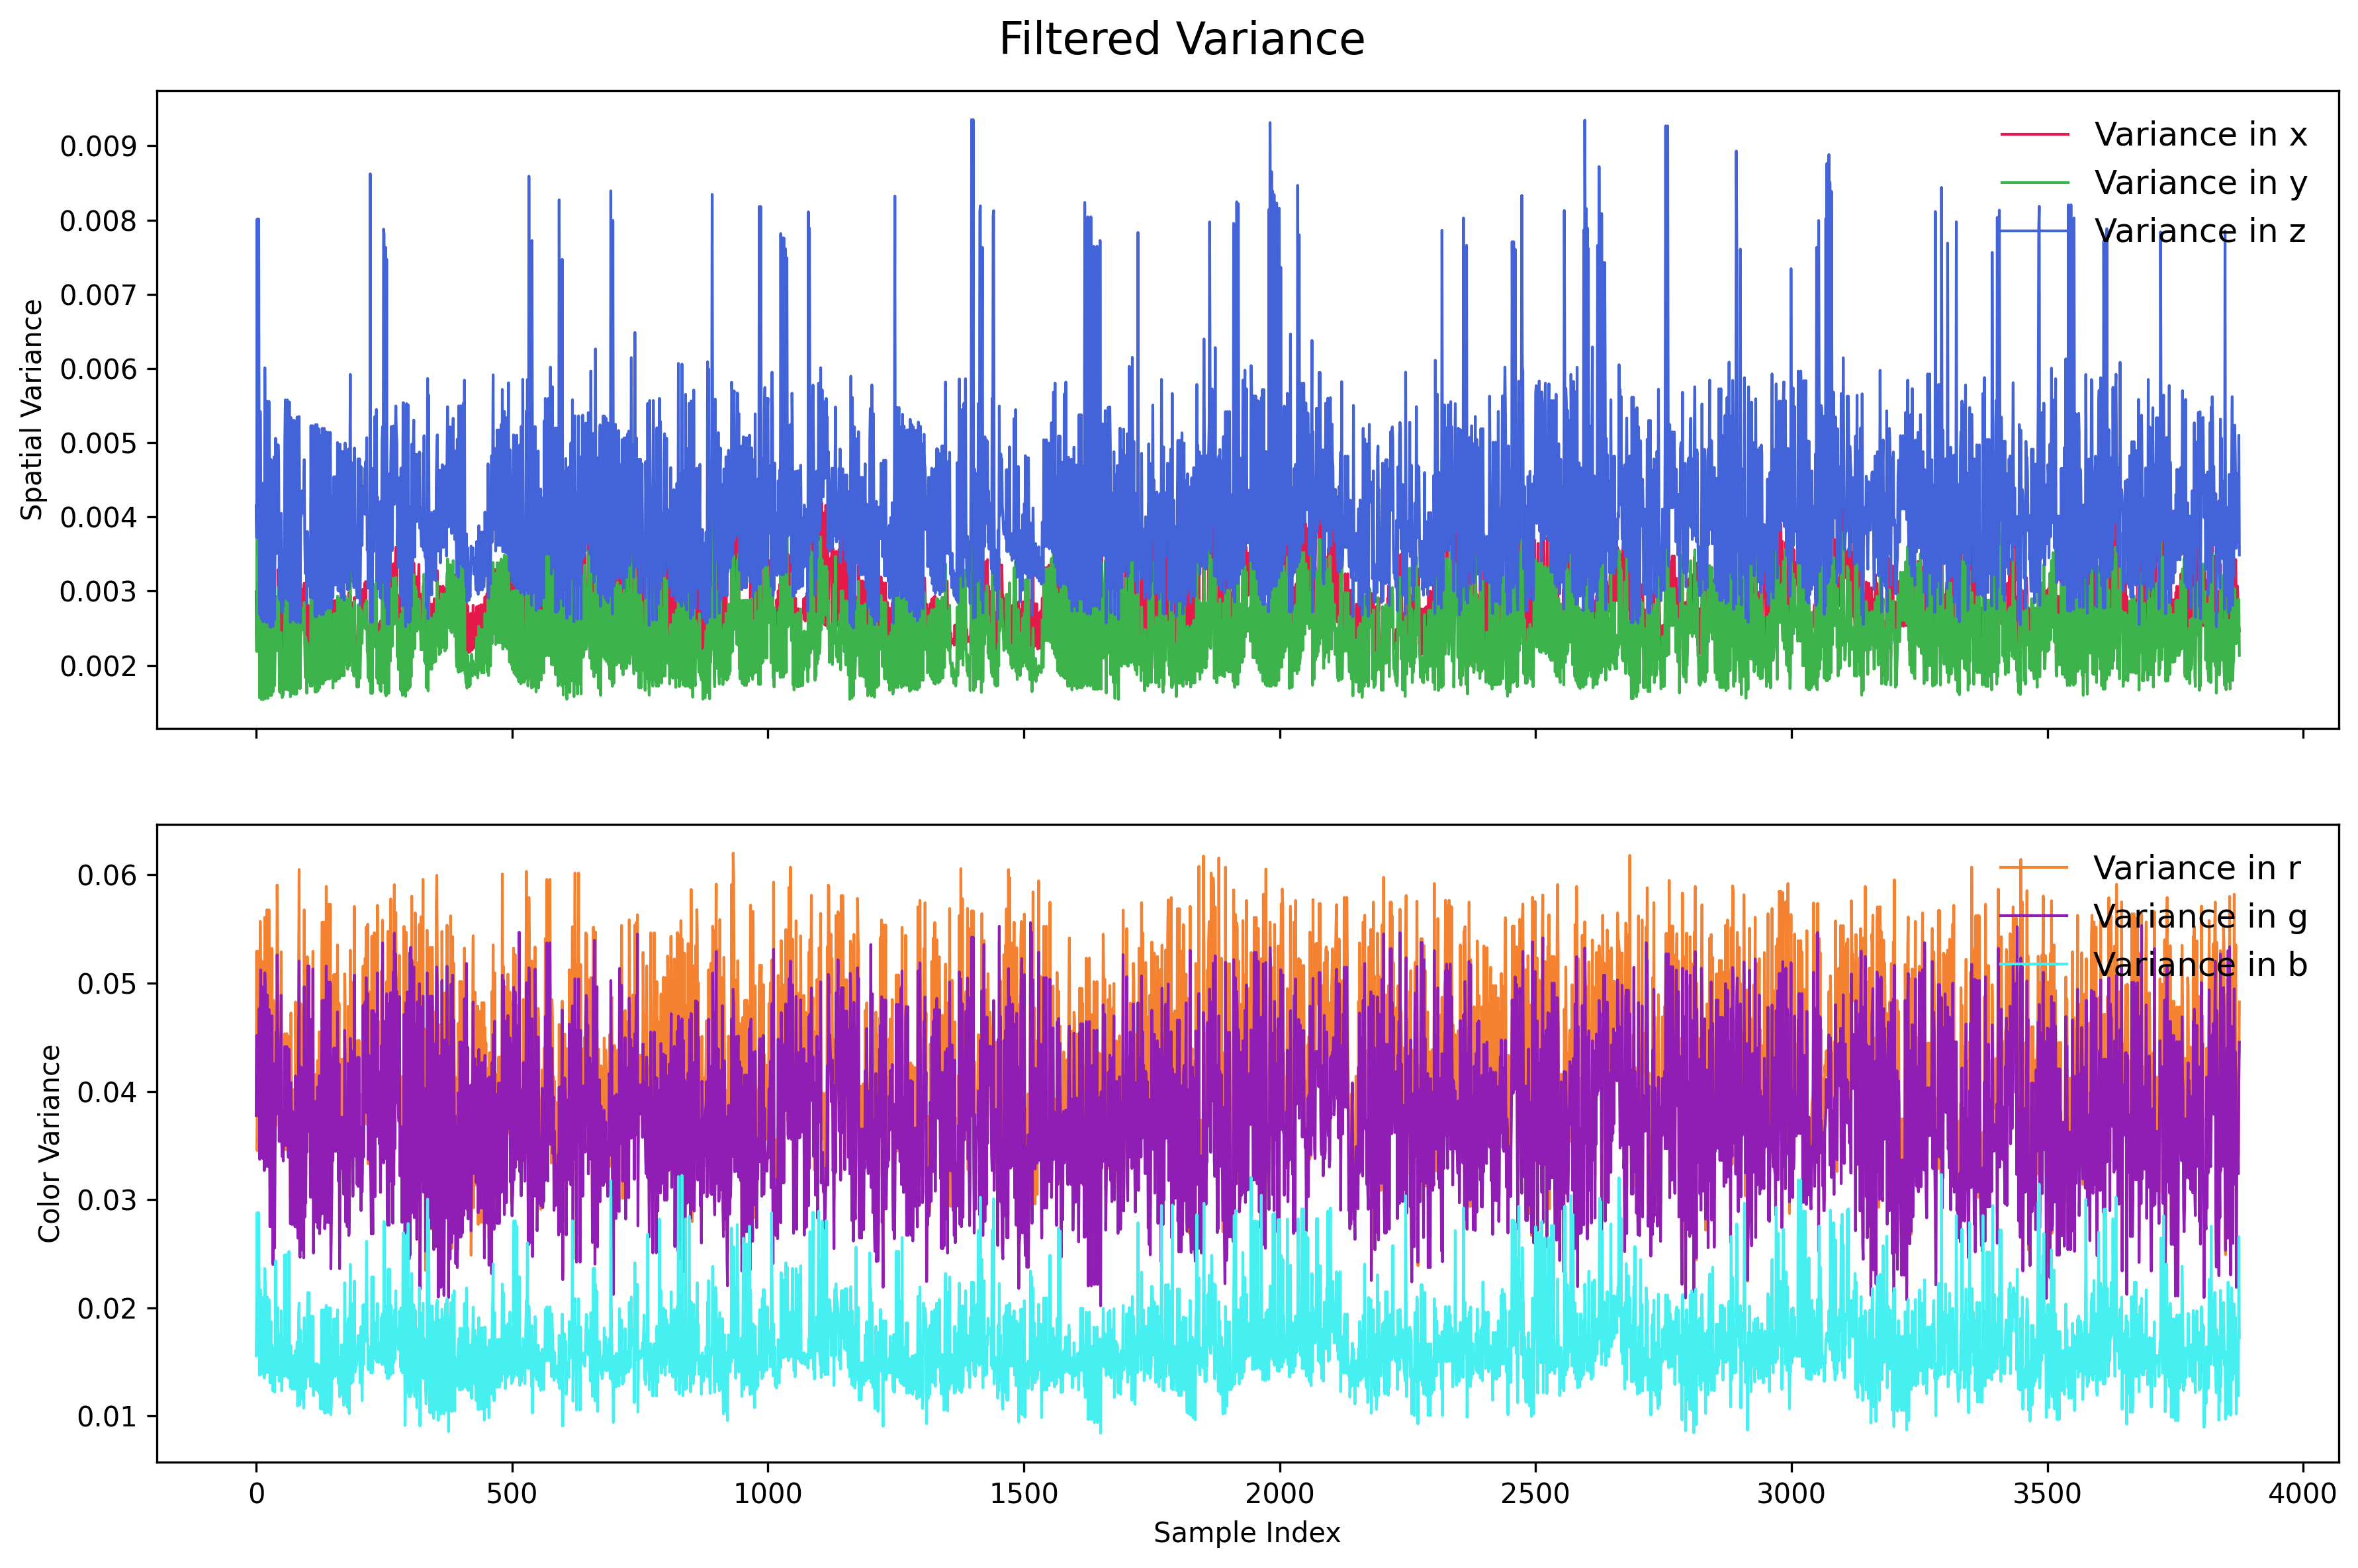 Filtered Variance
0.009
0.008
0.007
0.006
0.005
0.004
0.003
0.002
Spatial Variance
Variance in x
Variance in y
Variance in z
0.06
0.05
0.04
0.03
0.02
0.01
Color Variance
Variance in r
Variance in g
Variance in b
0 500 1000 1500 2000 2500 3000 3500 4000
Sample Index